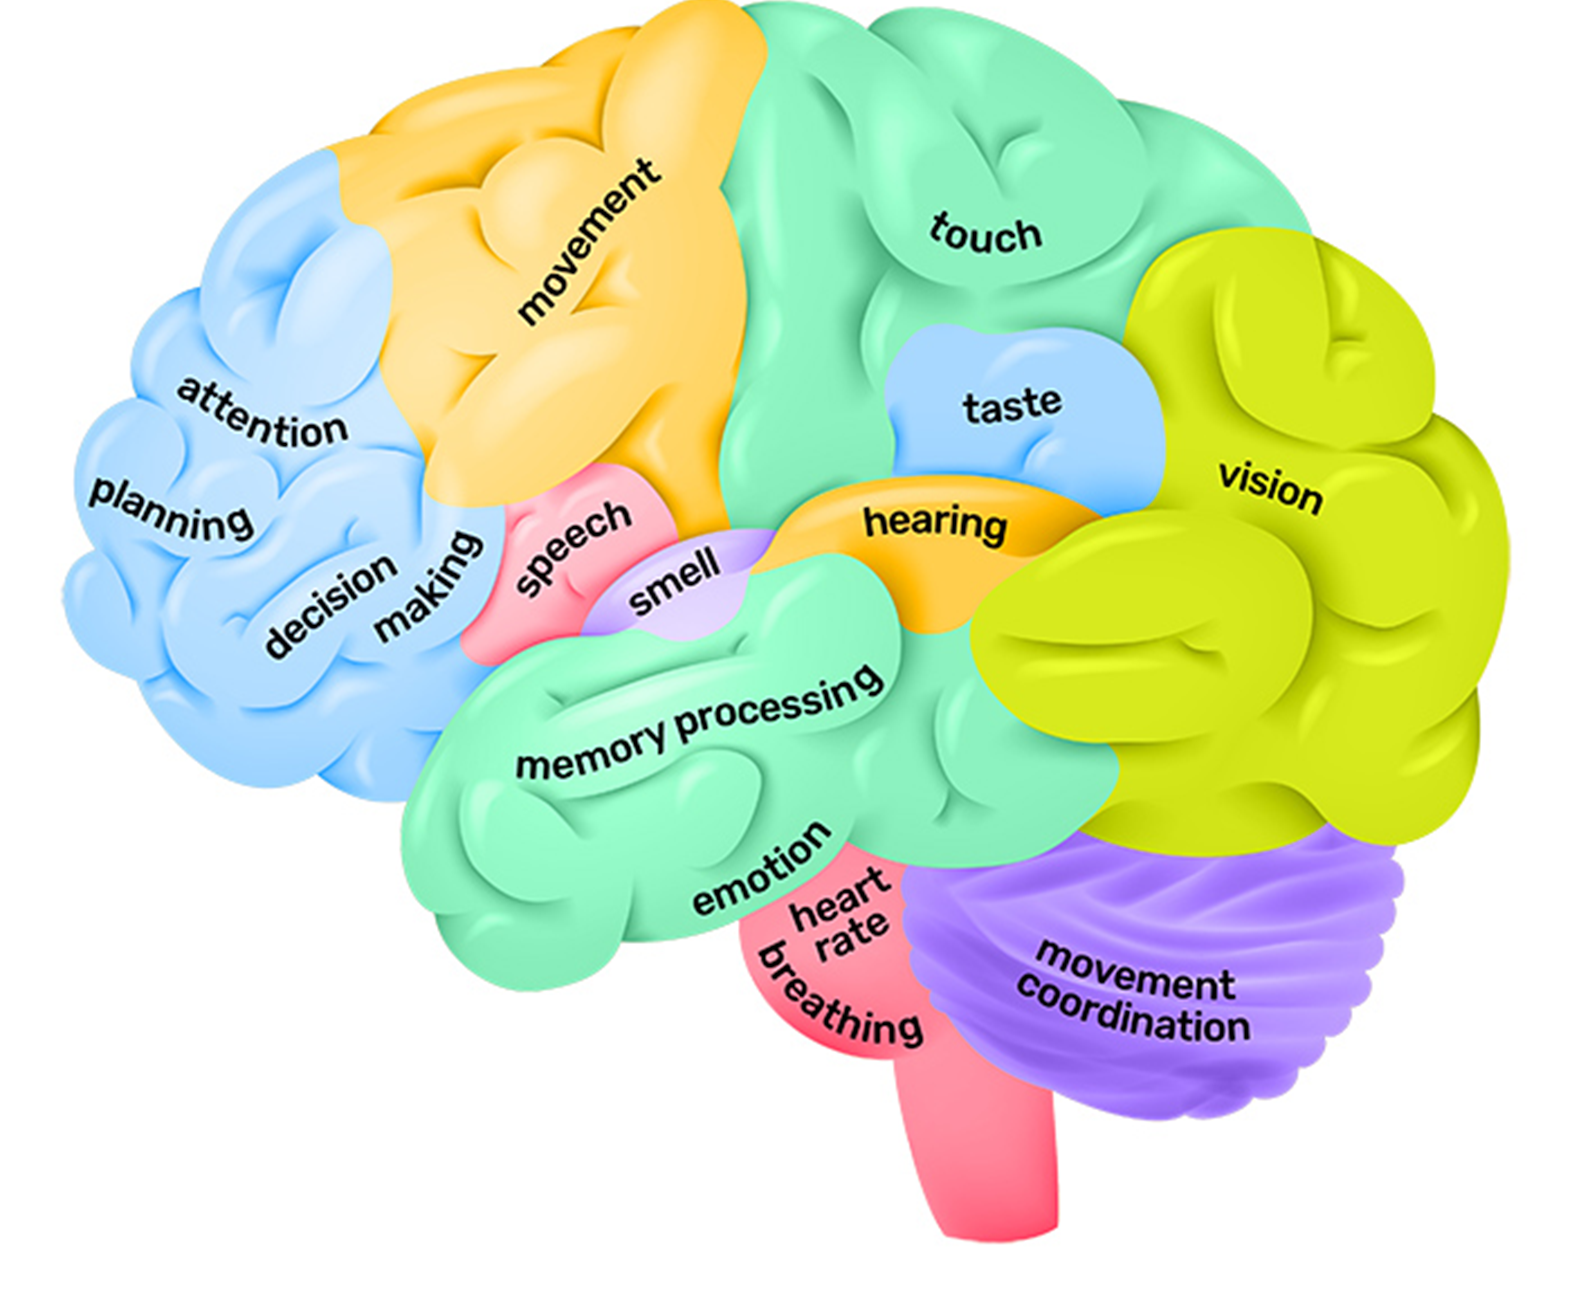 movement
touch
attention
taste
planning
vision
speech
hearing
smell
decision
making
memory processing
emotion
heart
rate
breathing
movement
coordination